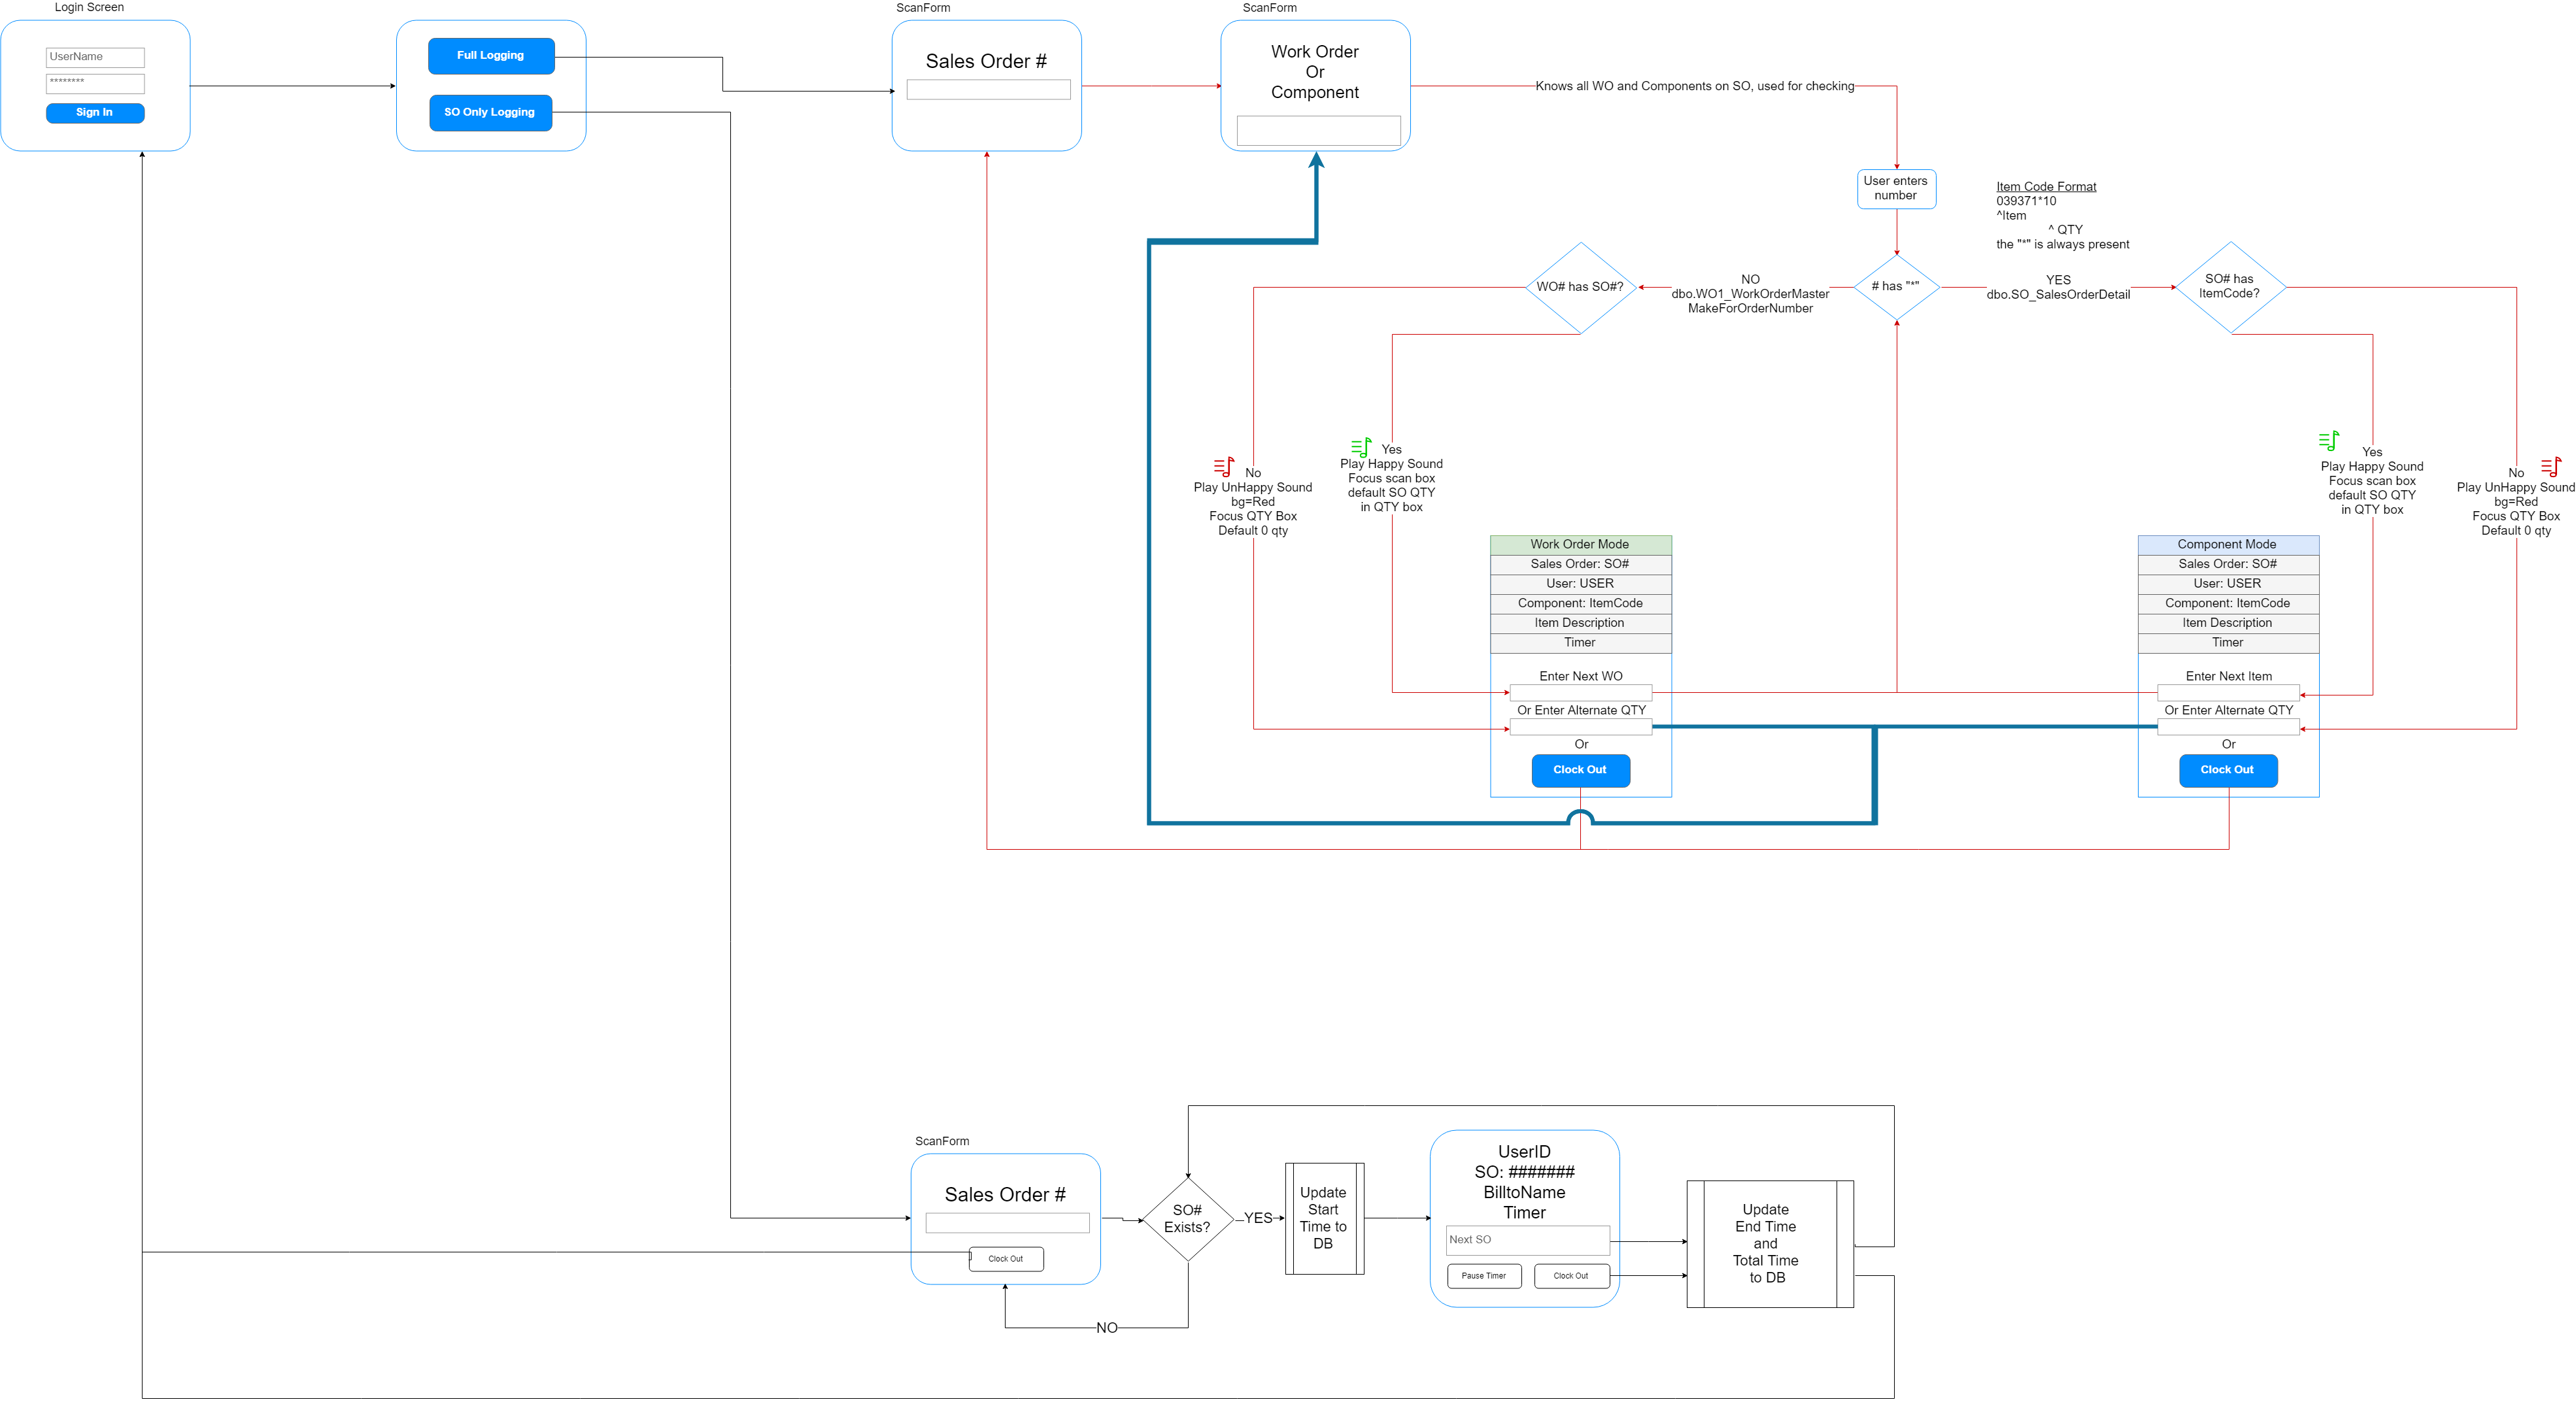 Login Screen
UserName
********
Sign In
Full Logging
SO Only Logging
ScanForm
Sales Order #
ScanForm
Work Order
Or
Component
Knows all WO and Components on SO, used for checking
User enters
number
Item Code Format
039371*10
^Item
^ QTY
the "*" is always present
WO# has SO#?
NO
dbo.WO1_WorkOrderMaster
MakeForOrderNumber
# has "*"
YES
dbo.SO_SalesOrderDetail
SO# has
ItemCode?
No
Play UnHappy Sound
bg=Red
Focus QTY Box
Default 0 qty
Yes
Play Happy Sound
Focus scan box
default SO QTY
in QTY box
Yes
Play Happy Sound
Focus scan box
default SO QTY
in QTY box
No
Play UnHappy Sound
bg=Red
Focus QTY Box
Default 0 qty
Work Order Mode
Sales Order: SO#
User: USER
Component: ItemCode
Item Description
Timer
Enter Next WO
Or Enter Alternate QTY
Or
Clock Out
Component Mode
Sales Order: SO#
User: USER
Component: ItemCode
Item Description
Timer
Enter Next Item
Or Enter Alternate QTY
Or
Clock Out
ScanForm
Sales Order #
Clock Out
SO#
Exists?
YES
NO
Update
Start
Time to
DB
UserID
SO: #######
BilltoName
Timer
Next SO
Pause Timer
Clock Out
Update
End Time
and
Total Time
to DB